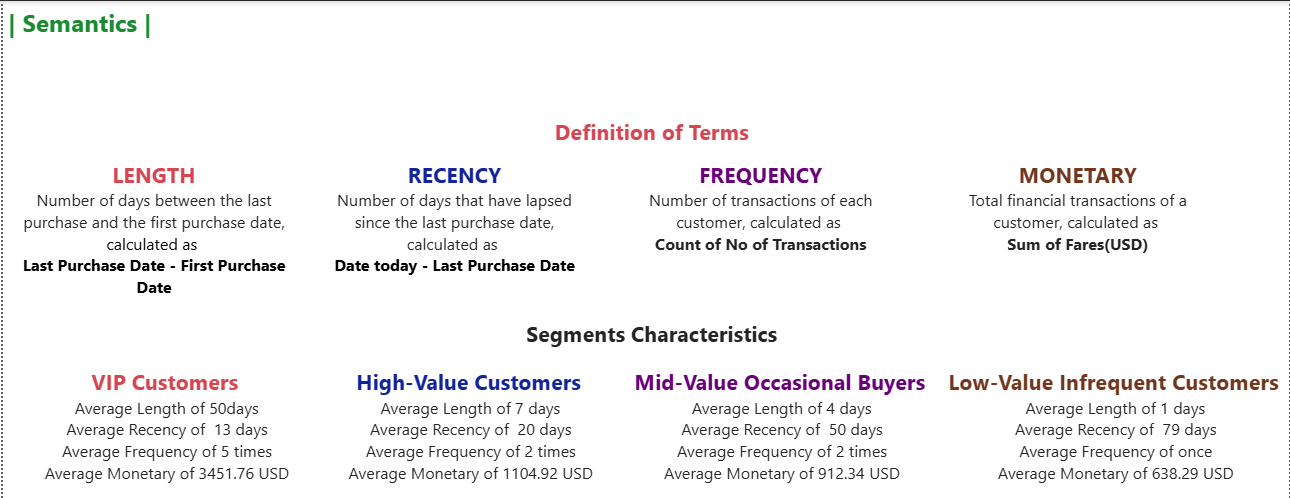 | Semantics |
Definition of Terms
LENGTH
Number of days between the last
purchase and the first purchase date,
calculated as
Last Purchase Date - First Purchase
Date
RECENCY
Number of days that have lapsed
since the last purchase date,
calculated as
Date today - Last Purchase Date
FREQUENCY
Number of transactions of each
customer, calculated as
Count of No of Transactions
MONETARY
Total financial transactions of a
customer, calculated as
Sum of Fares(USD)
Segments Characteristics
VIP Customers
Average Length of 50days
Average Recency of  13 days
Average Frequency of 5 times
Average Monetary of 3451.76 USD
High-Value Customers
Average Length of 7 days
Average Recency of  20 days
Average Frequency of 2 times
Average Monetary of 1104.92 USD
Mid-Value Occasional Buyers
Average Length of 4 days
Average Recency of  50 days
Average Frequency of 2 times
Average Monetary of 912.34 USD
Low-Value Infrequent Customers
Average Length of 1 days
Average Recency of  79 days
Average Frequency of once
Average Monetary of 638.29 USD